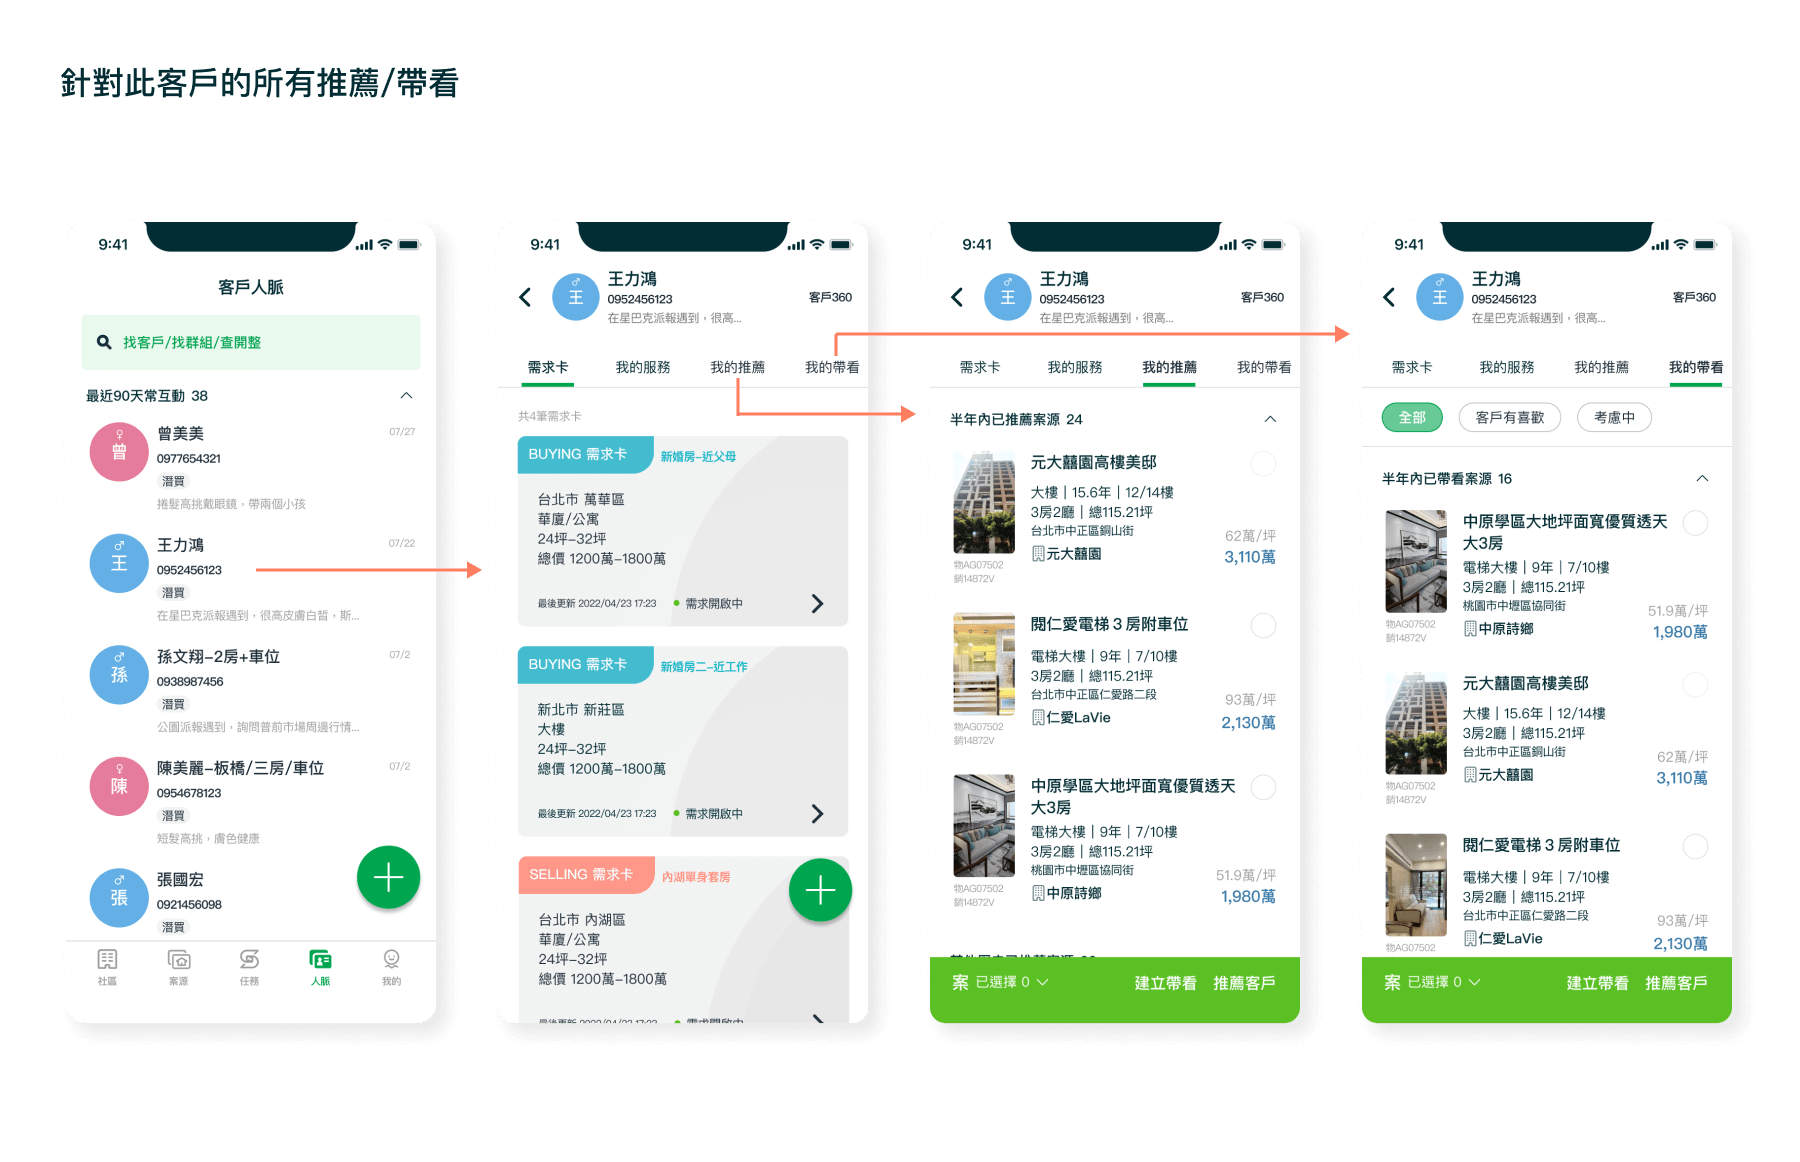 針對此客戶的所有推薦/帶看
9:41
客戶人脈
找客戶/找群組/查開整
最近90天常互動 38
♀
曾
曾美美
07/27
0977654321
潛買
捲髮高挑戴眼鏡，帶兩個小孩
♂
王
王力鴻
07/22
0952456123
潛買
在星巴克派報遇到，很高皮膚白皙，斯...
♂
孫
孫文翔-2房+車位
07/2
0938987456
潛買
公園派報遇到，詢問普前市場周邊行情...
♀
陳
陳美麗-板橋/三房/車位
07/2
0954678123
潛買
短髮高挑，膚色健康
♂
張
張國宏
0921456098
潛買
社區
案源
任務
人脈
我的
9:41
♂
王
王力鴻
0952456123
在星巴克派報遇到，很高...
客戶360
需求卡
我的服務
我的推薦
我的帶看
共4筆需求卡
BUYING 需求卡
新婚房-近父母
台北市 萬華區
華廈/公寓
24坪-32坪
總價 1200萬-1800萬
最後更新 2022/04/23 17:23
需求開啟中
BUYING 需求卡
新婚房二-近工作
新北市 新莊區
大樓
24坪-32坪
總價 1200萬-1800萬
最後更新 2022/04/23 17:23
需求開啟中
SELLING 需求卡
內湖單身套房
台北市 內湖區
華廈/公寓
24坪-32坪
總價 1200萬-1800萬
最後更新 2022/04/23 17:23
需求開啟中
9:41
♂
王
王力鴻
0952456123
在星巴克派報遇到，很高...
客戶360
需求卡
我的服務
我的推薦
我的帶看
半年內已推薦案源 24
元大囍園高樓美邸
大樓｜15.6年｜12/14樓
3房2廳｜總115.21坪
台北市中正區銅山街
元大囍園
62萬/坪
3,110萬
物AG07502
銷14872V
閱仁愛電梯３房附車位
電梯大樓｜9年｜7/10樓
3房2廳｜總115.21坪
台北市中正區仁愛路二段
仁愛LaVie
93萬/坪
2,130萬
物AG07502
銷14872V
中原學區大地坪面寬優質透天
大3房
電梯大樓｜9年｜7/10樓
3房2廳｜總115.21坪
桃園市中壢區協同街
中原詩鄉
51.9萬/坪
1,980萬
物AG07502
銷14872V
案 已選擇 0
建立帶看
推薦客戶
9:41
♂
王
王力鴻
0952456123
在星巴克派報遇到，很高...
客戶360
需求卡
我的服務
我的推薦
我的帶看
全部
客戶有喜歡
考慮中
半年內已帶看案源 16
中原學區大地坪面寬優質透天
大3房
電梯大樓｜9年｜7/10樓
3房2廳｜總115.21坪
桃園市中壢區協同街
中原詩鄉
51.9萬/坪
1,980萬
物AG07502
銷14872V
元大囍園高樓美邸
大樓｜15.6年｜12/14樓
3房2廳｜總115.21坪
台北市中正區銅山街
元大囍園
62萬/坪
3,110萬
物AG07502
銷14872V
閱仁愛電梯３房附車位
電梯大樓｜9年｜7/10樓
3房2廳｜總115.21坪
台北市中正區仁愛路二段
仁愛LaVie
93萬/坪
2,130萬
物AG07502
案 已選擇 0
建立帶看
推薦客戶